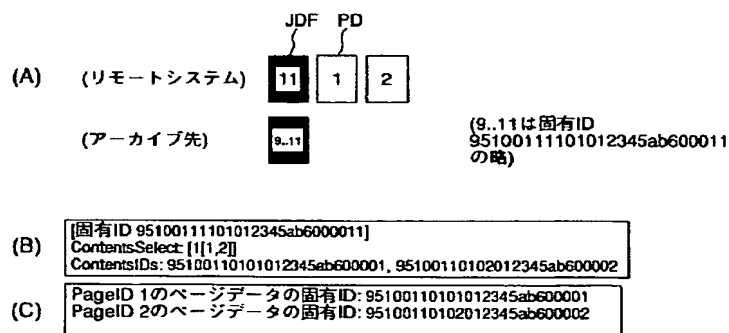 JDF PD
(A) (リモートシステム) 11 1 2
(アーカイブ先) 9..11 (9..11は固有ID
95100111101012345ab600011
の略)
(B) [固有ID 95100111101012345ab6000011]
ContentsSelect: [1[1,2]]
ContentsIDs: 95100110101012345ab600001, 95100110102012345ab600002
(C) PageID 1のページデータの固有ID: 95100110101012345ab600001
PageID 2のページデータの固有ID: 95100110102012345ab600002